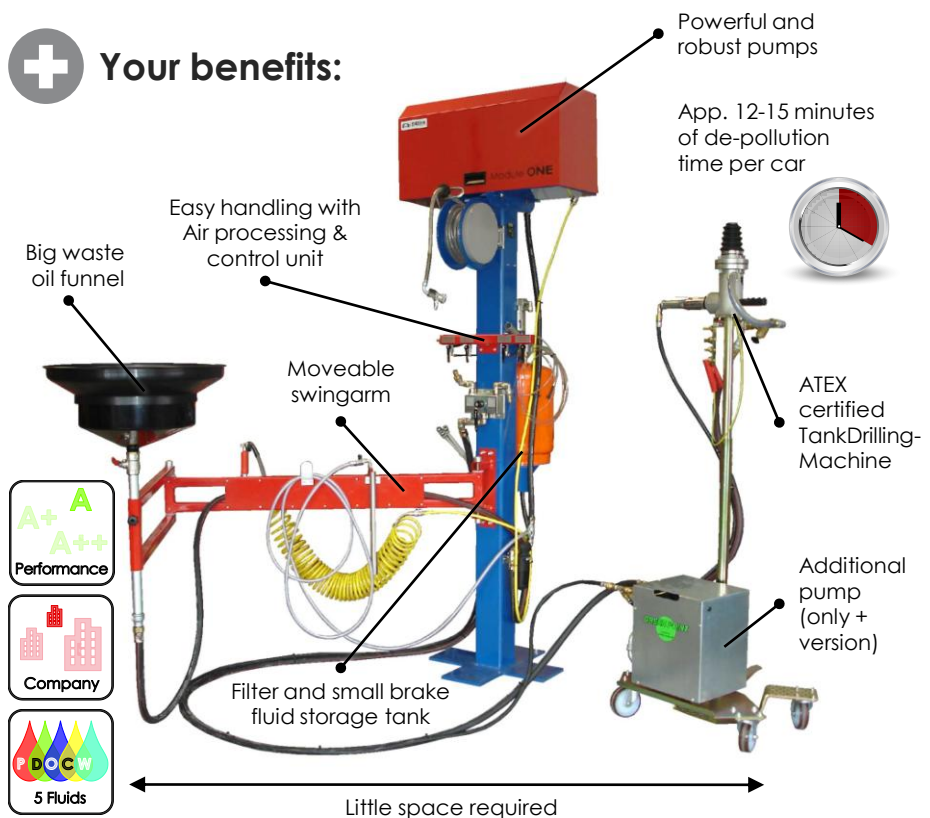 Your benefits:
Powerful and
robust pumps
App. 12-15 minutes
of de-pollution
time per car
Easy handling with
Air processing &
control unit
Big waste
oil funnel
Module ONE
Moveable
swingarm
ATEX
certified
TankDrilling-
Machine
A
A+
A++
Performance
Company
P D O C W
5 Fluids
Additional
pump
(only +
version)
Filter and small brake
fluid storage tank
Little space required